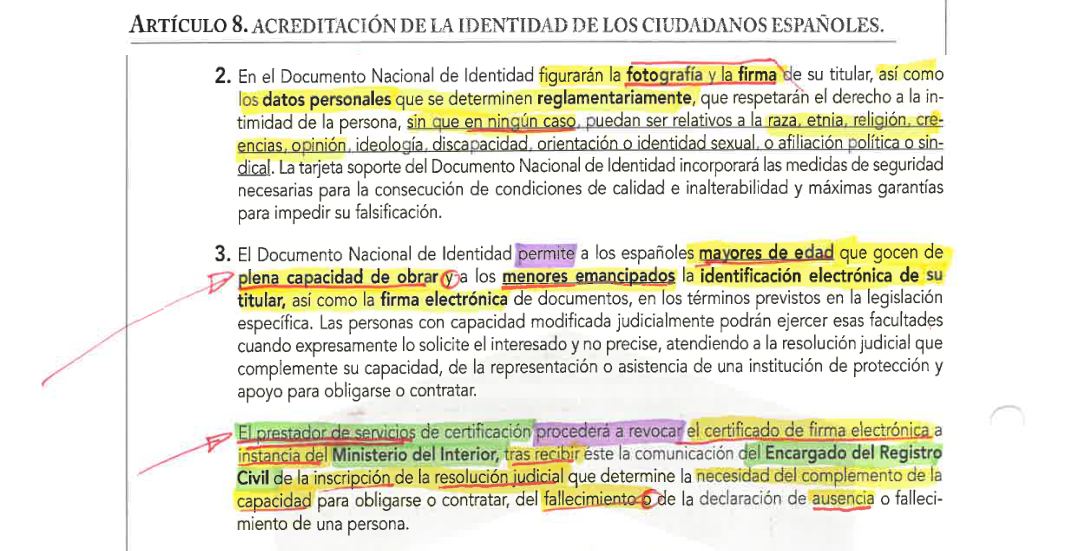 ARTÍCULO 8. ACREDITACIÓN DE LA IDENTIDAD DE LOS CIUDADANOS ESPAÑOLES.
2. En el Documento Nacional de Identidad figurarán la fotografía y la firma de su titular, así como
los datos personales que se determinen reglamentariamente, que respetarán el derecho a la in-
timidad de la persona, sin que en ningún caso, puedan ser relativos a la raza, etnia, religión, cre-
encias, opinión, ideología, discapacidad, orientación o identidad sexual, o afiliación política o sin-
dical. La tarjeta soporte del Documento Nacional de Identidad incorporará las medidas de seguridad
necesarias para la consecución de condiciones de calidad e inalterabilidad y máximas garantías
para impedir su falsificación.
3. El Documento Nacional de Identidad permite a los españoles mayores de edad que gocen de
plena capacidad de obrar y a los menores emancipados la identificación electrónica de su
titular, así como la firma electrónica de documentos, en los términos previstos en la legislación
específica. Las personas con capacidad modificada judicialmente podrán ejercer esas facultades
cuando expresamente lo solicite el interesado y no precise, atendiendo a la resolución judicial que
complemente su capacidad, de la representación o asistencia de una institución de protección y
apoyo para obligarse o contratar.
El prestador de servicios de certificación procederá a revocar el certificado de firma electrónica a
instancia del Ministerio del Interior, tras recibir éste la comunicación del Encargado del Registro
Civil de la inscripción de la resolución judicial que determine la necesidad del complemento de la
capacidad para obligarse o contratar, del fallecimiento o de la declaración de ausencia o falleci-
miento de una persona.